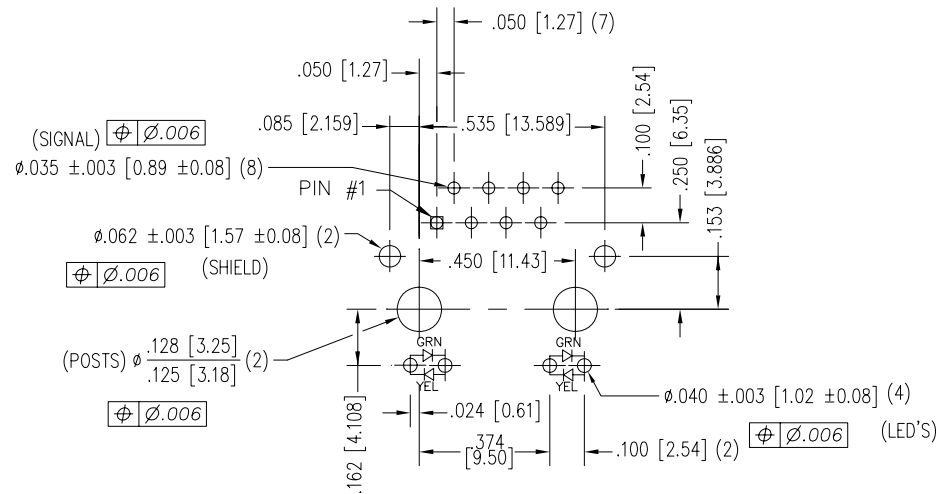 .050 [1.27] (7)
.050 [1.27]
.100 [2.54]
.250 [6.35]
.153 [3.886]
.085 [2.159]
.535 [13.589]
(SIGNAL) ⌖ Ø.006
Ø.035 ±.003 [0.89 ±0.08] (8)
PIN #1
Ø.062 ±.003 [1.57 ±0.08] (2)
(SHIELD)
⌖ Ø.006
.450 [11.43]
(POSTS) Ø .128 [3.25] (2)
.125 [3.18]
⌖ Ø.006
GRN
YEL
GRN
YEL
Ø.040 ±.003 [1.02 ±0.08] (4)
(LED'S)
⌖ Ø.006
.024 [0.61]
.374
[9.50]
.100 [2.54] (2)
.162 [4.108]